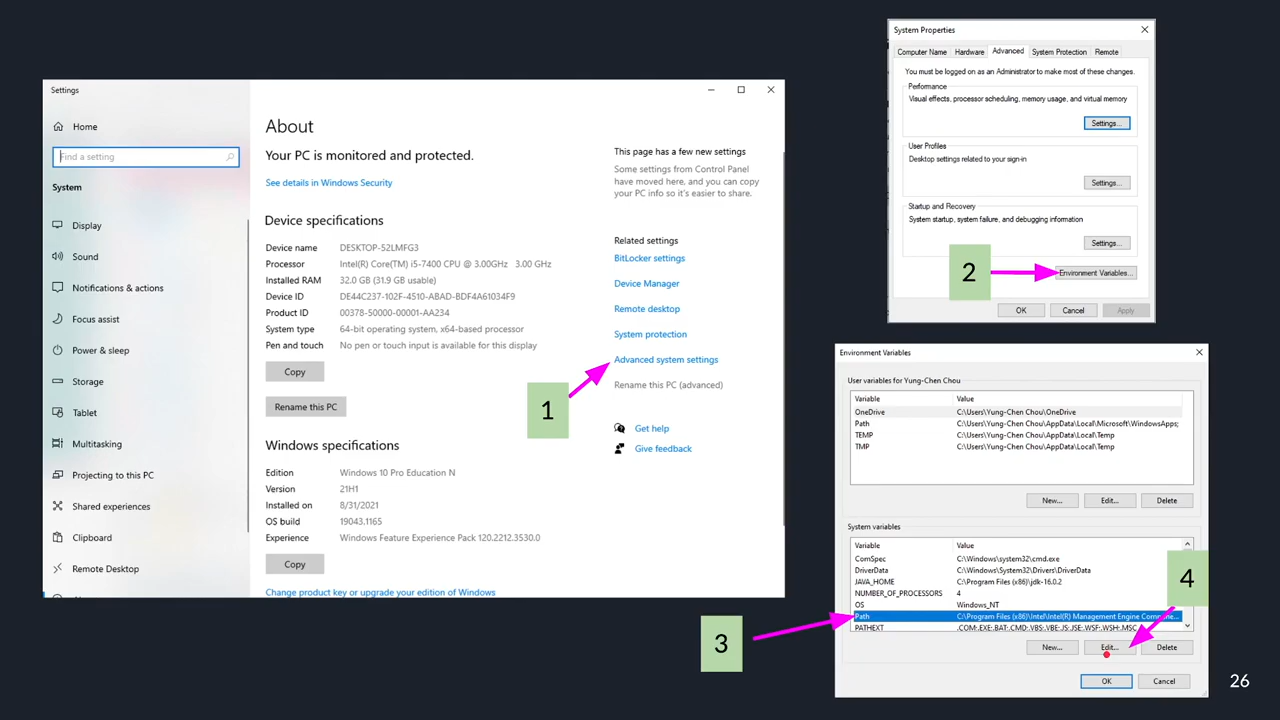 Settings
Home
Find a setting
System
Display
Sound
Notifications & actions
Focus assist
Power & sleep
Storage
Tablet
Multitasking
Projecting to this PC
Shared experiences
Clipboard
Remote Desktop
About
Your PC is monitored and protected.
See details in Windows Security
Device specifications
Device name DESKTOP-52LMFG3
Processor Intel(R) Core(TM) i5-7400 CPU @ 3.00GHz 3.00 GHz
Installed RAM 32.0 GB (31.9 GB usable)
Device ID DE44C237-102F-4510-ABAD-BDF4A61034F9
Product ID 00378-50000-00001-AA234
System type 64-bit operating system, x64-based processor
Pen and touch No pen or touch input is available for this display
Copy
Rename this PC
Windows specifications
Edition Windows 10 Pro Education N
Version 21H1
Installed on 8/31/2021
OS build 19043.1165
Experience Windows Feature Experience Pack 120.2212.3530.0
Copy
Change product key or upgrade your edition of Windows
This page has a few new settings
Some settings from Control Panel
have moved here, and you can copy
your PC info so it's easier to share.
Related settings
BitLocker settings
Device Manager
Remote desktop
System protection
Advanced system settings
Rename this PC (advanced)
Get help
Give feedback
1
System Properties
Computer Name Hardware Advanced System Protection Remote
You must be logged on as an Administrator to make most of these changes.
Performance
Visual effects, processor scheduling, memory usage, and virtual memory
Settings...
User Profiles
Desktop settings related to your sign-in
Settings...
Startup and Recovery
System startup, system failure, and debugging information
Settings...
2
Environment Variables...
OK Cancel Apply
Environment Variables
User variables for Yung-Chen Chou
Variable Value
OneDrive C:\Users\Yung-Chen Chou\OneDrive
Path C:\Users\Yung-Chen Chou\AppData\Local\Microsoft\WindowsApps;
TEMP C:\Users\Yung-Chen Chou\AppData\Local\Temp
TMP C:\Users\Yung-Chen Chou\AppData\Local\Temp
New... Edit... Delete
System variables
Variable Value
ComSpec C:\Windows\system32\cmd.exe
DriverData C:\Windows\System32\Drivers\DriverData
JAVA_HOME C:\Program Files (x86)\jdk-16.0.2
NUMBER_OF_PROCESSORS 4
OS Windows_NT
Path C:\Program Files (x86)\Intel\Intel(R) Management Engine Compone...
PATHEXT .COM;.EXE;.BAT;.CMD;.VBS;.VBE;.JS;.JSE;.WSF;.WSH;.MSC
4
3
New... Edit... Delete
OK Cancel
26